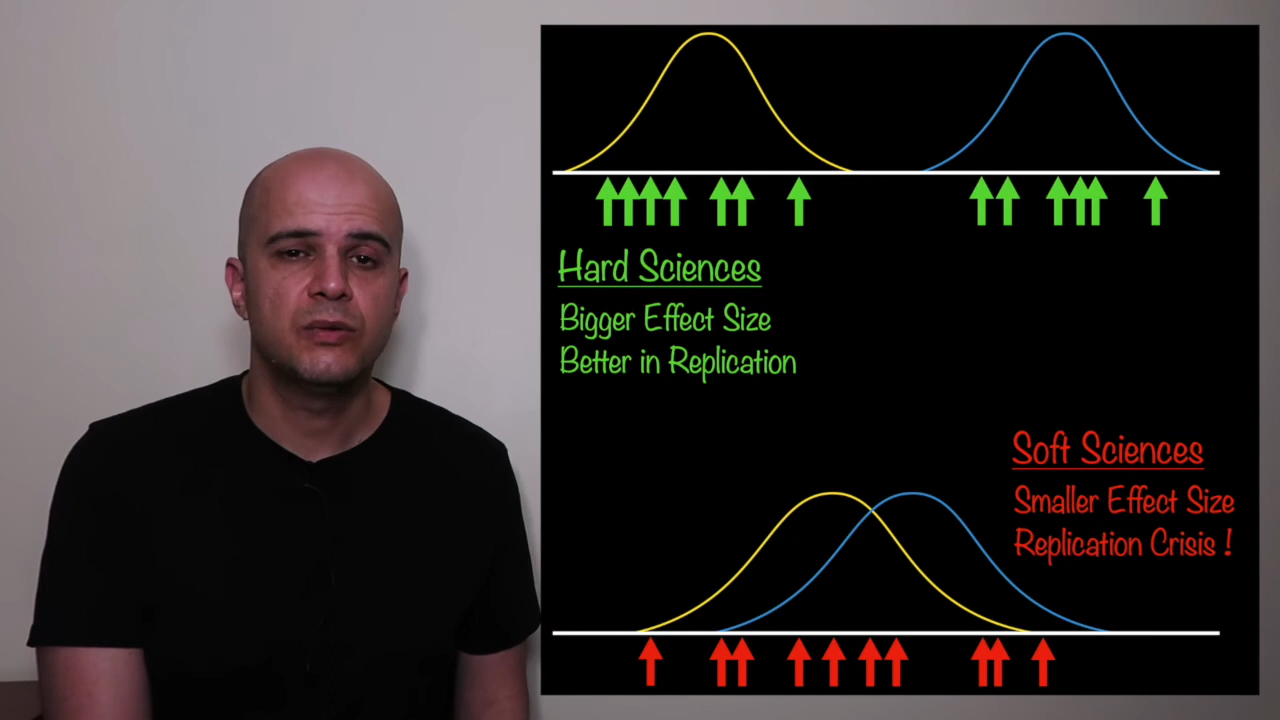 Hard Sciences
Bigger Effect Size
Better in Replication
Soft Sciences
Smaller Effect Size
Replication Crisis !